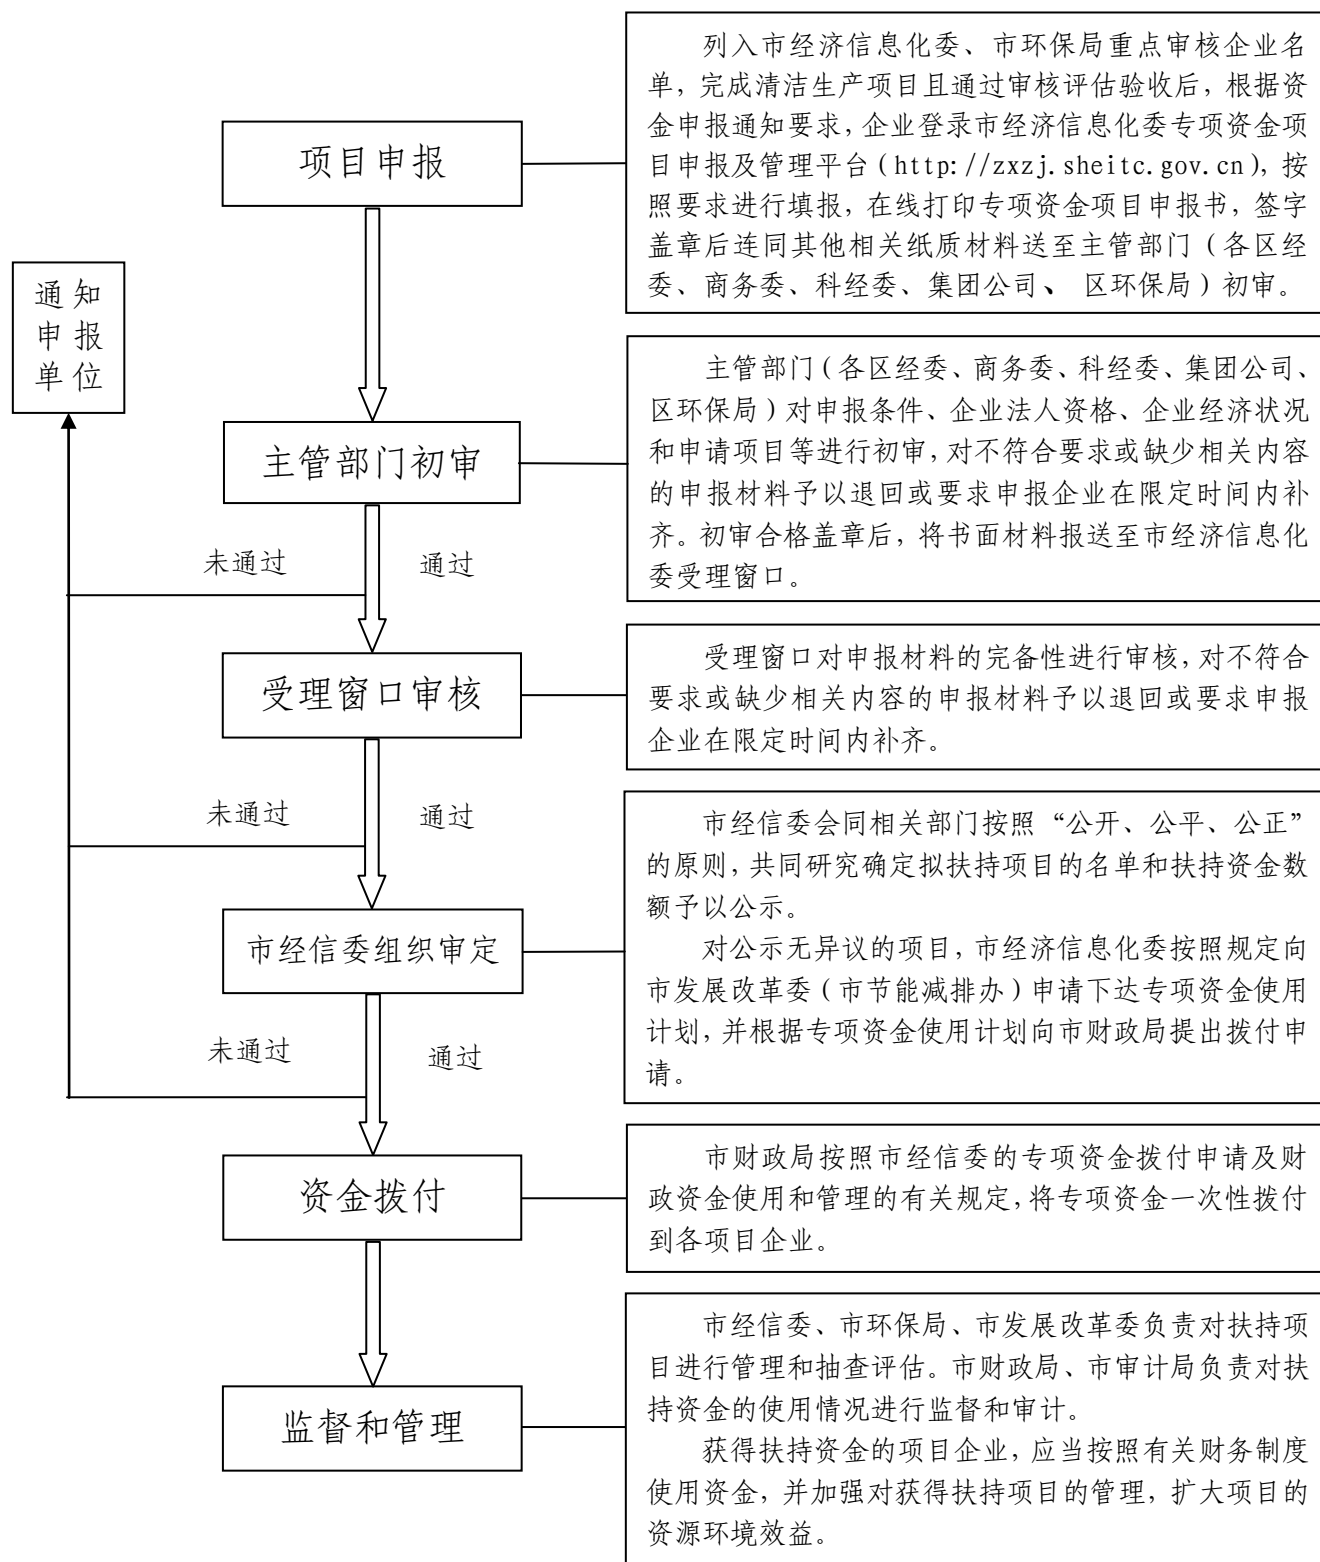 列入市经济信息化委、市环保局重点审核企业名
单，完成清洁生产项目且通过审核评估验收后，根据资
金申报通知要求，企业登录市经济信息化委专项资金项
目申报及管理平台（http://zxzj.sheitc.gov.cn），按
照要求进行填报，在线打印专项资金项目申报书，签字
盖章后连同其他相关纸质材料送至主管部门（各区经
委、商务委、科经委、集团公司、 区环保局）初审。
项目申报
通知
申报
单位
主管部门（各区经委、商务委、科经委、集团公司、
区环保局）对申报条件、企业法人资格、企业经济状况
和申请项目等进行初审，对不符合要求或缺少相关内容
的申报材料予以退回或要求申报企业在限定时间内补
齐。初审合格盖章后，将书面材料报送至市经济信息化
委受理窗口。
主管部门初审
未通过
通过
受理窗口对申报材料的完备性进行审核，对不符合
要求或缺少相关内容的申报材料予以退回或要求申报
企业在限定时间内补齐。
受理窗口审核
未通过
通过
市经信委会同相关部门按照“公开、公平、公正”
的原则，共同研究确定拟扶持项目的名单和扶持资金数
额予以公示。
对公示无异议的项目，市经济信息化委按照规定向
市发展改革委（市节能减排办）申请下达专项资金使用
计划，并根据专项资金使用计划向市财政局提出拨付申
请。
市经信委组织审定
未通过
通过
市财政局按照市经信委的专项资金拨付申请及财
政资金使用和管理的有关规定，将专项资金一次性拨付
到各项目企业。
资金拨付
市经信委、市环保局、市发展改革委负责对扶持项
目进行管理和抽查评估。市财政局、市审计局负责对扶
持资金的使用情况进行监督和审计。
获得扶持资金的项目企业，应当按照有关财务制度
使用资金，并加强对获得扶持项目的管理，扩大项目的
资源环境效益。
监督和管理